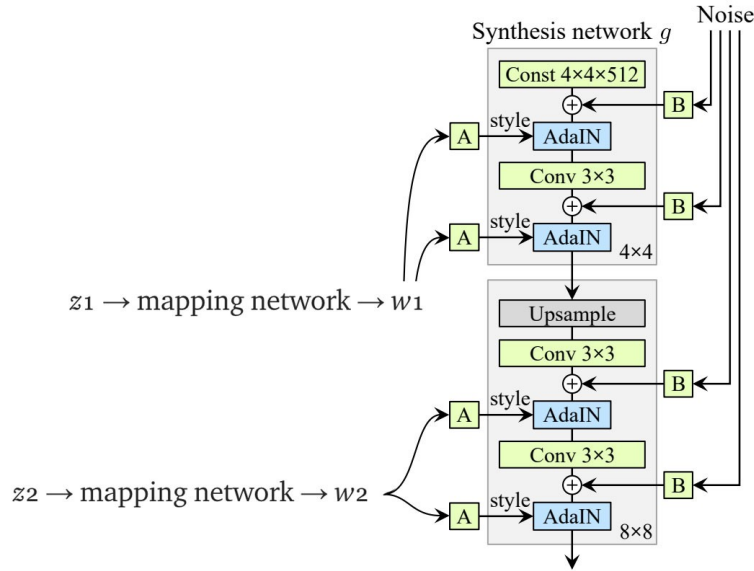 Noise
Synthesis network g
Const 4×4×512
B
style
A
AdaIN
Conv 3×3
B
style
A
AdaIN
4×4
z1 → mapping network → w1
Upsample
Conv 3×3
B
style
A
AdaIN
Conv 3×3
z2 → mapping network → w2
B
style
A
AdaIN
8×8